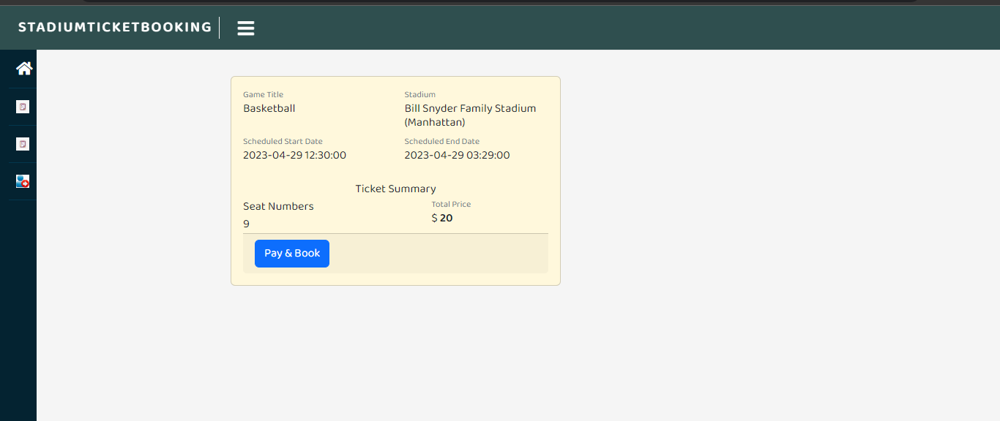 STADIUMTICKETBOOKING
Game Title
Basketball
Stadium
Bill Snyder Family Stadium
(Manhattan)
Scheduled Start Date
2023-04-29 12:30:00
Scheduled End Date
2023-04-29 03:29:00
Ticket Summary
Seat Numbers
9
Total Price
$ 20
Pay & Book